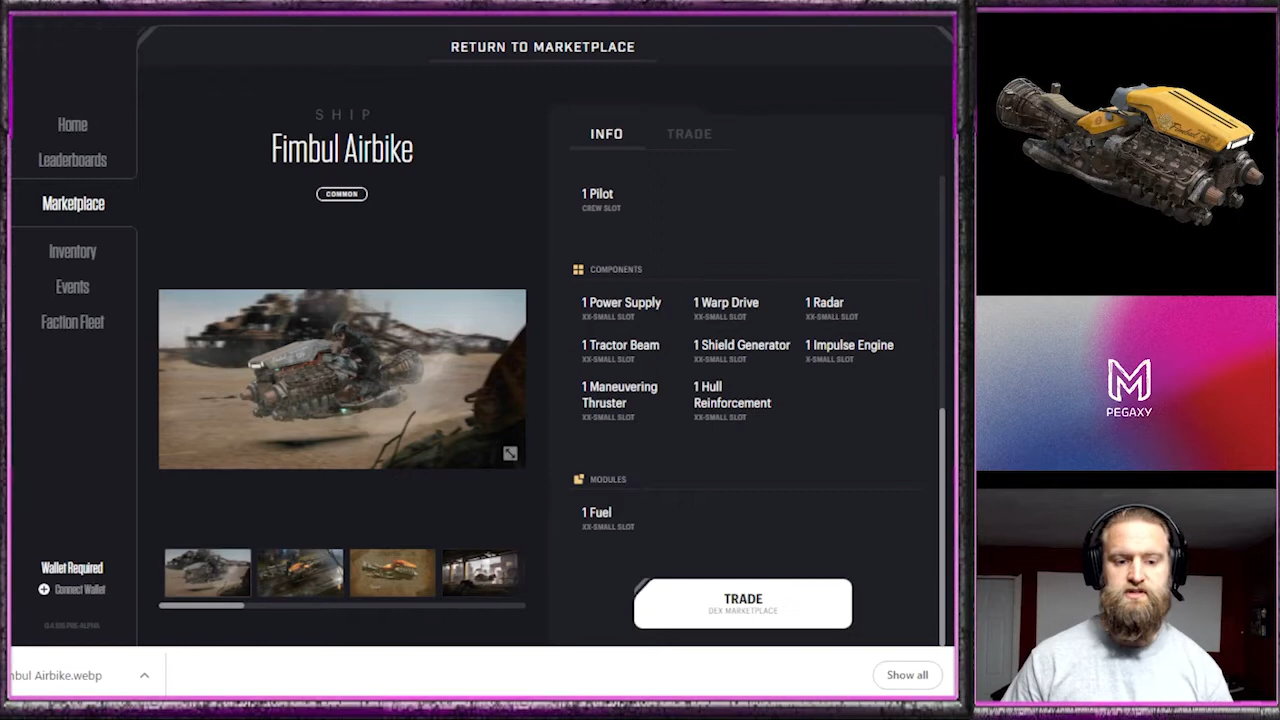 RETURN TO MARKETPLACE
Home
Leaderboards
Marketplace
Inventory
Events
Faction Fleet
Wallet Required
Connect Wallet
SHIP
Fimbul Airbike
COMMON
INFO
TRADE
1 Pilot
CREW SLOT
COMPONENTS
1 Power Supply
XX-SMALL SLOT
1 Warp Drive
XX-SMALL SLOT
1 Radar
XX-SMALL SLOT
1 Tractor Beam
XX-SMALL SLOT
1 Shield Generator
XX-SMALL SLOT
1 Impulse Engine
X-SMALL SLOT
1 Maneuvering
Thruster
XX-SMALL SLOT
1 Hull
Reinforcement
XX-SMALL SLOT
MODULES
1 Fuel
XX-SMALL SLOT
TRADE
DEX MARKETPLACE
Airbike.webp
Show all
PEGAXY